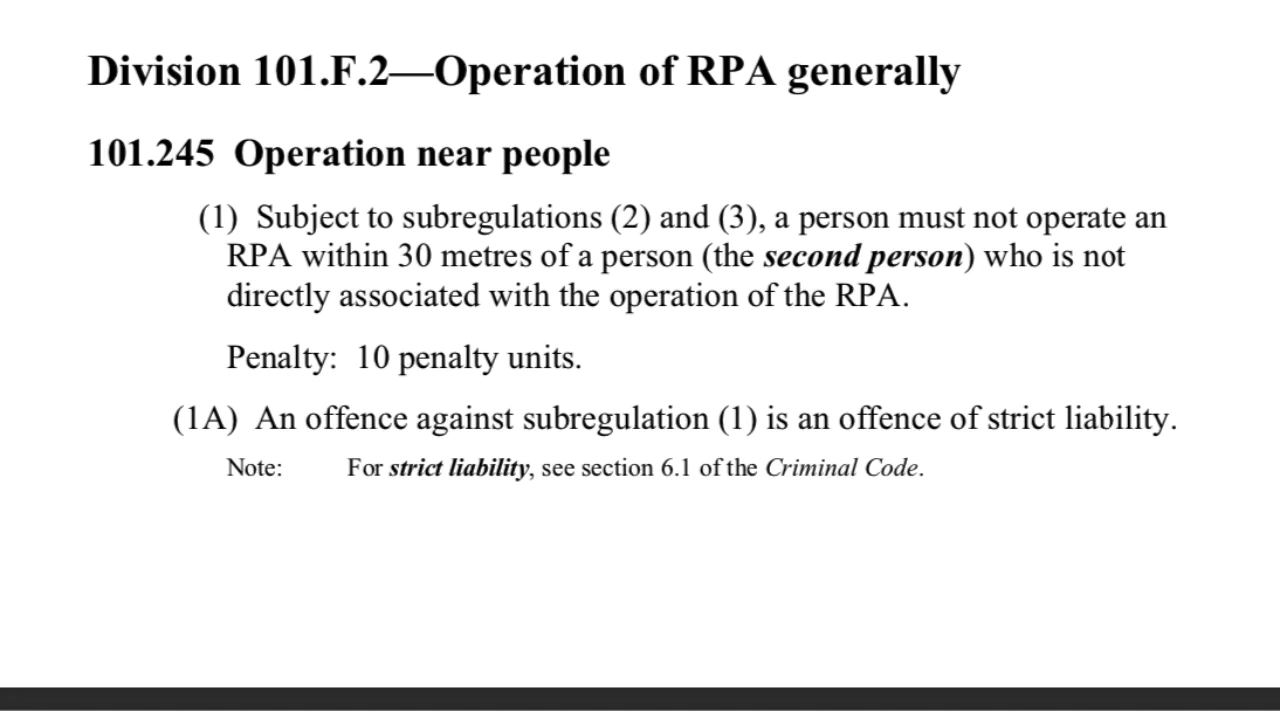 Division 101.F.2—Operation of RPA generally
101.245 Operation near people
(1) Subject to subregulations (2) and (3), a person must not operate an
RPA within 30 metres of a person (the second person) who is not
directly associated with the operation of the RPA.
Penalty: 10 penalty units.
(1A) An offence against subregulation (1) is an offence of strict liability.
Note: For strict liability, see section 6.1 of the Criminal Code.